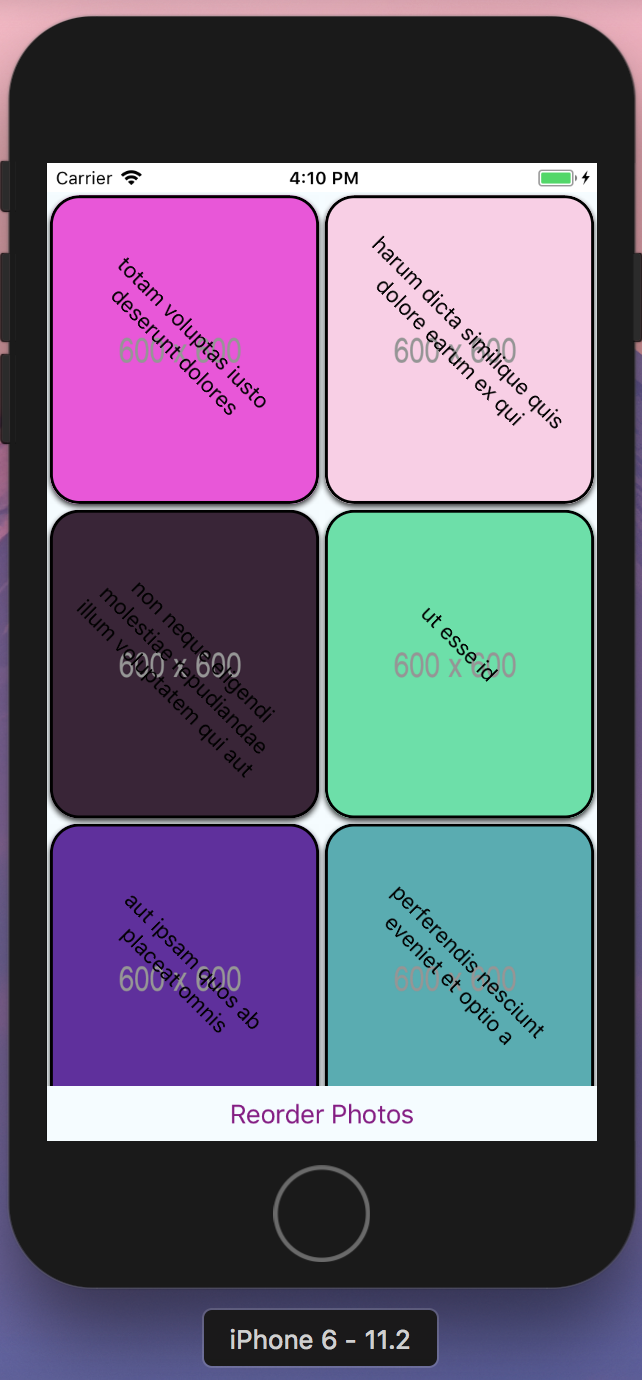 Carrier 4:10 PM
totam voluptas iusto
deserunt dolores
600 x 600
harum dicta similique quis
dolore earum ex qui
600 x 600
non neque eligendi
molestiae repudiandae
illum voluptatem qui aut
600 x 600
ut esse id
600 x 600
aut ipsam quos ab
placeat omnis
600 x 600
perferendis nesciunt
eveniet et optio a
600 x 600
Reorder Photos
iPhone 6 - 11.2